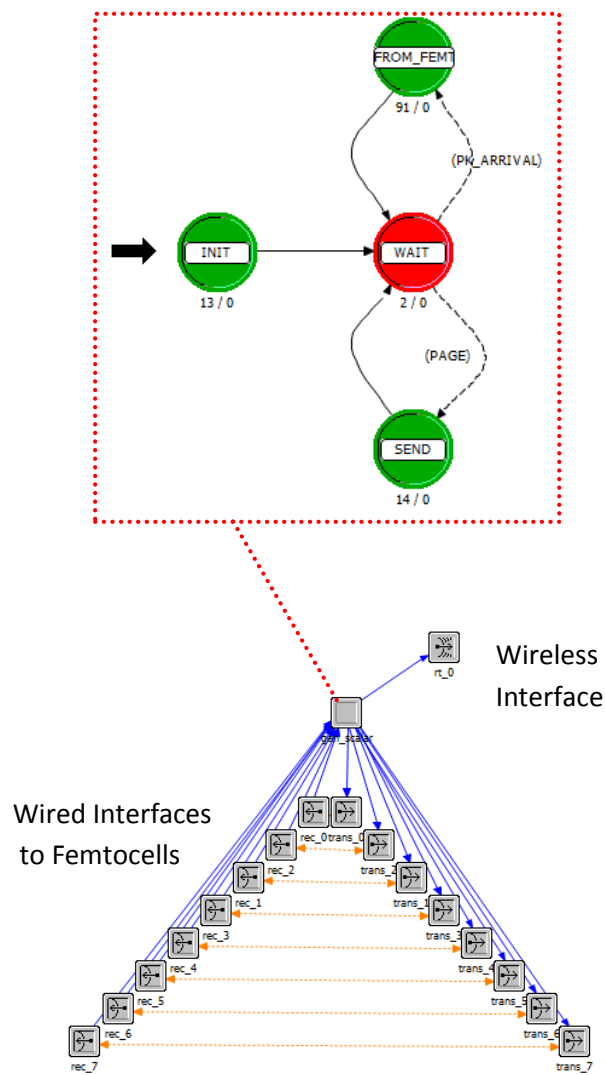 FROM_FEMT
91 / 0
(PK_ARRIVAL)
INIT
WAIT
13 / 0
2 / 0
(PAGE)
SEND
14 / 0
rt_0
Wireless
Interface
gen_scalar
Wired Interfaces
to Femtocells
rec_0
trans_0
rec_2
trans_2
rec_1
trans_1
rec_3
trans_3
rec_4
trans_4
rec_5
trans_5
rec_6
trans_6
rec_7
trans_7